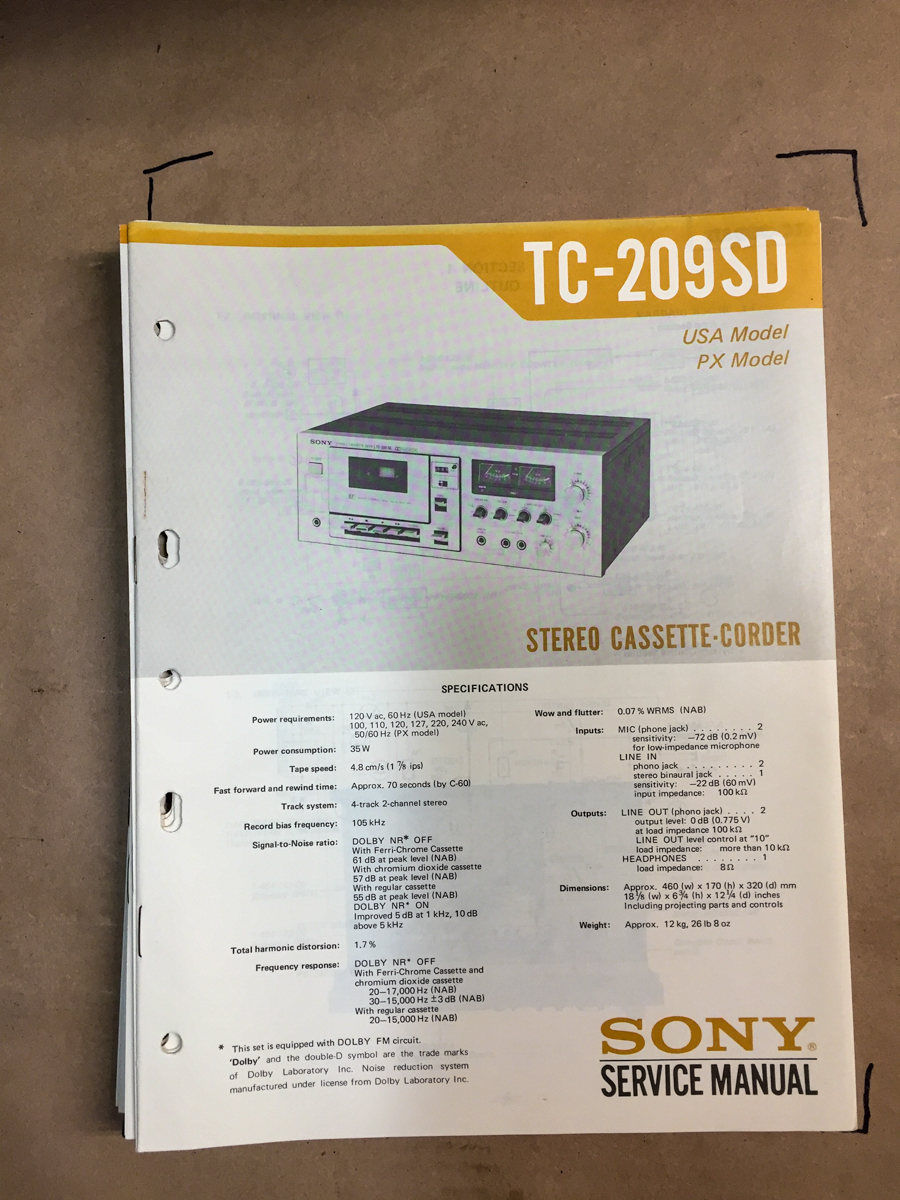 TC-209SD
USA Model
PX Model
SONY
STEREO CASSETTE-CORDER
SPECIFICATIONS
Power requirements: 120 V ac, 60 Hz (USA model)
100, 110, 120, 127, 220, 240 V ac,
50/60 Hz (PX model)
Power consumption: 35 W
Tape speed: 4.8 cm/s (1 7/8 ips)
Fast forward and rewind time: Approx. 70 seconds (by C-60)
Track system: 4-track 2-channel stereo
Record bias frequency: 105 kHz
Signal-to-Noise ratio: DOLBY NR* OFF
With Ferri-Chrome Cassette
61 dB at peak level (NAB)
With chromium dioxide cassette
57 dB at peak level (NAB)
With regular cassette
55 dB at peak level (NAB)
DOLBY NR* ON
Improved 5 dB at 1 kHz, 10 dB
above 5 kHz
Total harmonic distorsion: 1.7 %
Frequency response: DOLBY NR* OFF
With Ferri-Chrome Cassette and
chromium dioxide cassette
20–17,000 Hz (NAB)
30–15,000 Hz ±3 dB (NAB)
With regular cassette
20–15,000 Hz (NAB)
* This set is equipped with DOLBY FM circuit.
'Dolby' and the double-D symbol are the trade marks
of Dolby Laboratory Inc. Noise reduction system
manufactured under license from Dolby Laboratory Inc.
Wow and flutter: 0.07 % WRMS (NAB)
Inputs: MIC (phone jack) . . . . . . . . 2
sensitivity: –72 dB (0.2 mV)
for low-impedance microphone
LINE IN
phono jack . . . . . . . . . 2
stereo binaural jack . . . . . 1
sensitivity: –22 dB (60 mV)
input impedance: 100 kΩ
Outputs: LINE OUT (phono jack) . . . . 2
output level: 0 dB (0.775 V)
at load impedance 100 kΩ
LINE OUT level control at "10"
load impedance: more than 10 kΩ
HEADPHONES . . . . . . . . 1
load impedance: 8 Ω
Dimensions: Approx. 460 (w) x 170 (h) x 320 (d) mm
18 1/8 (w) x 6 3/4 (h) x 12 1/4 (d) inches
Including projecting parts and controls
Weight: Approx. 12 kg, 26 lb 8 oz
SONY®
SERVICE MANUAL